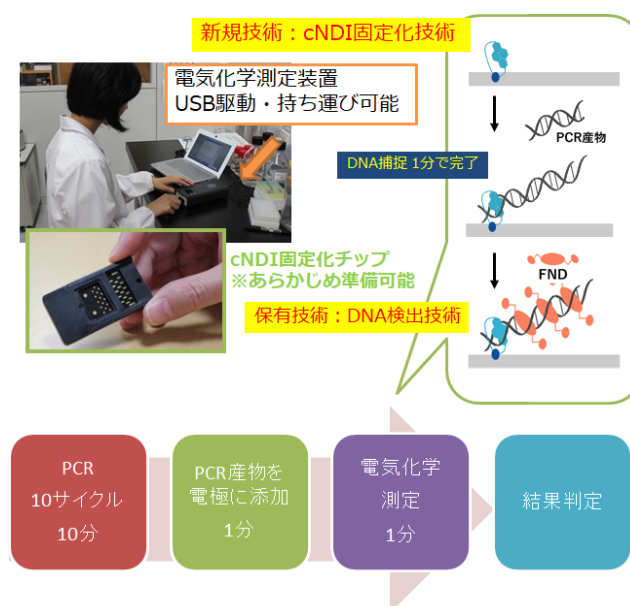 新規技術：cNDI固定化技術
電気化学測定装置
USB駆動・持ち運び可能
PCR産物
DNA捕捉 1分で完了
cNDI固定化チップ
※あらかじめ準備可能
FND
保有技術：DNA検出技術
PCR
10サイクル
10分
PCR産物を
電極に添加
1分
電気化学
測定
1分
結果判定